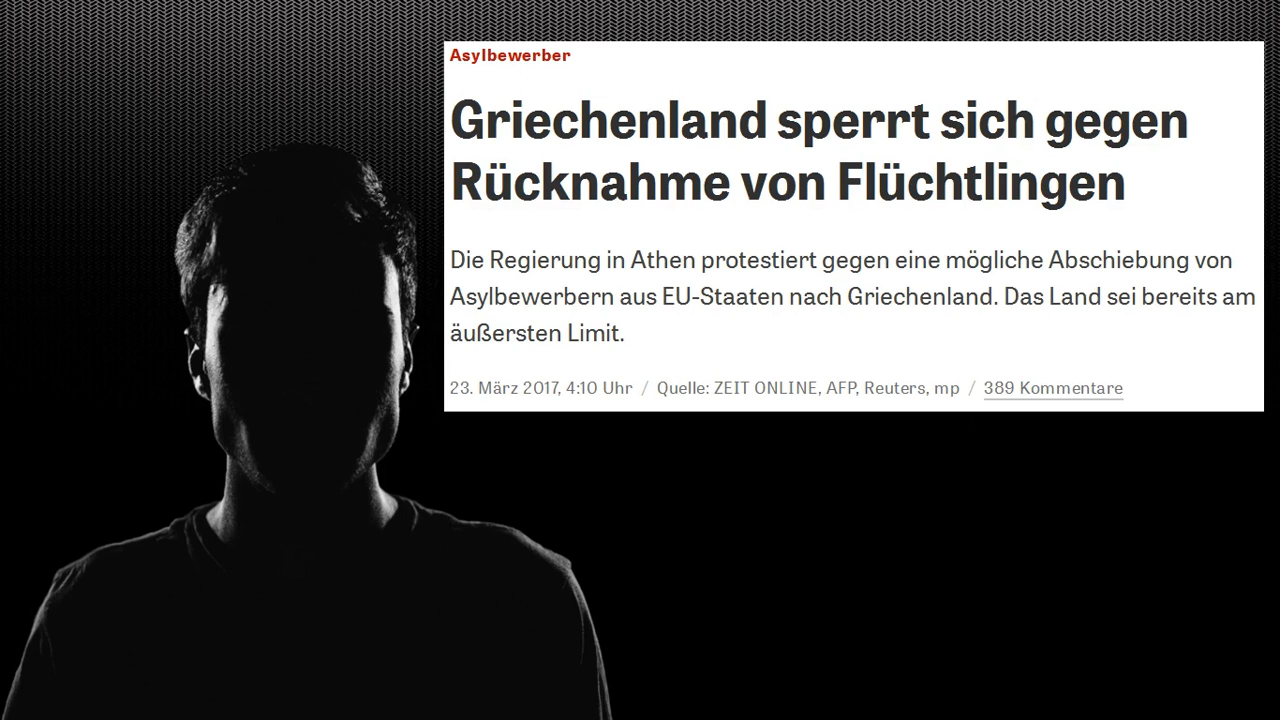 Asylbewerber
Griechenland sperrt sich gegen
Rücknahme von Flüchtlingen
Die Regierung in Athen protestiert gegen eine mögliche Abschiebung von
Asylbewerbern aus EU-Staaten nach Griechenland. Das Land sei bereits am
äußersten Limit.
23. März 2017, 4:10 Uhr / Quelle: ZEIT ONLINE, AFP, Reuters, mp / 389 Kommentare